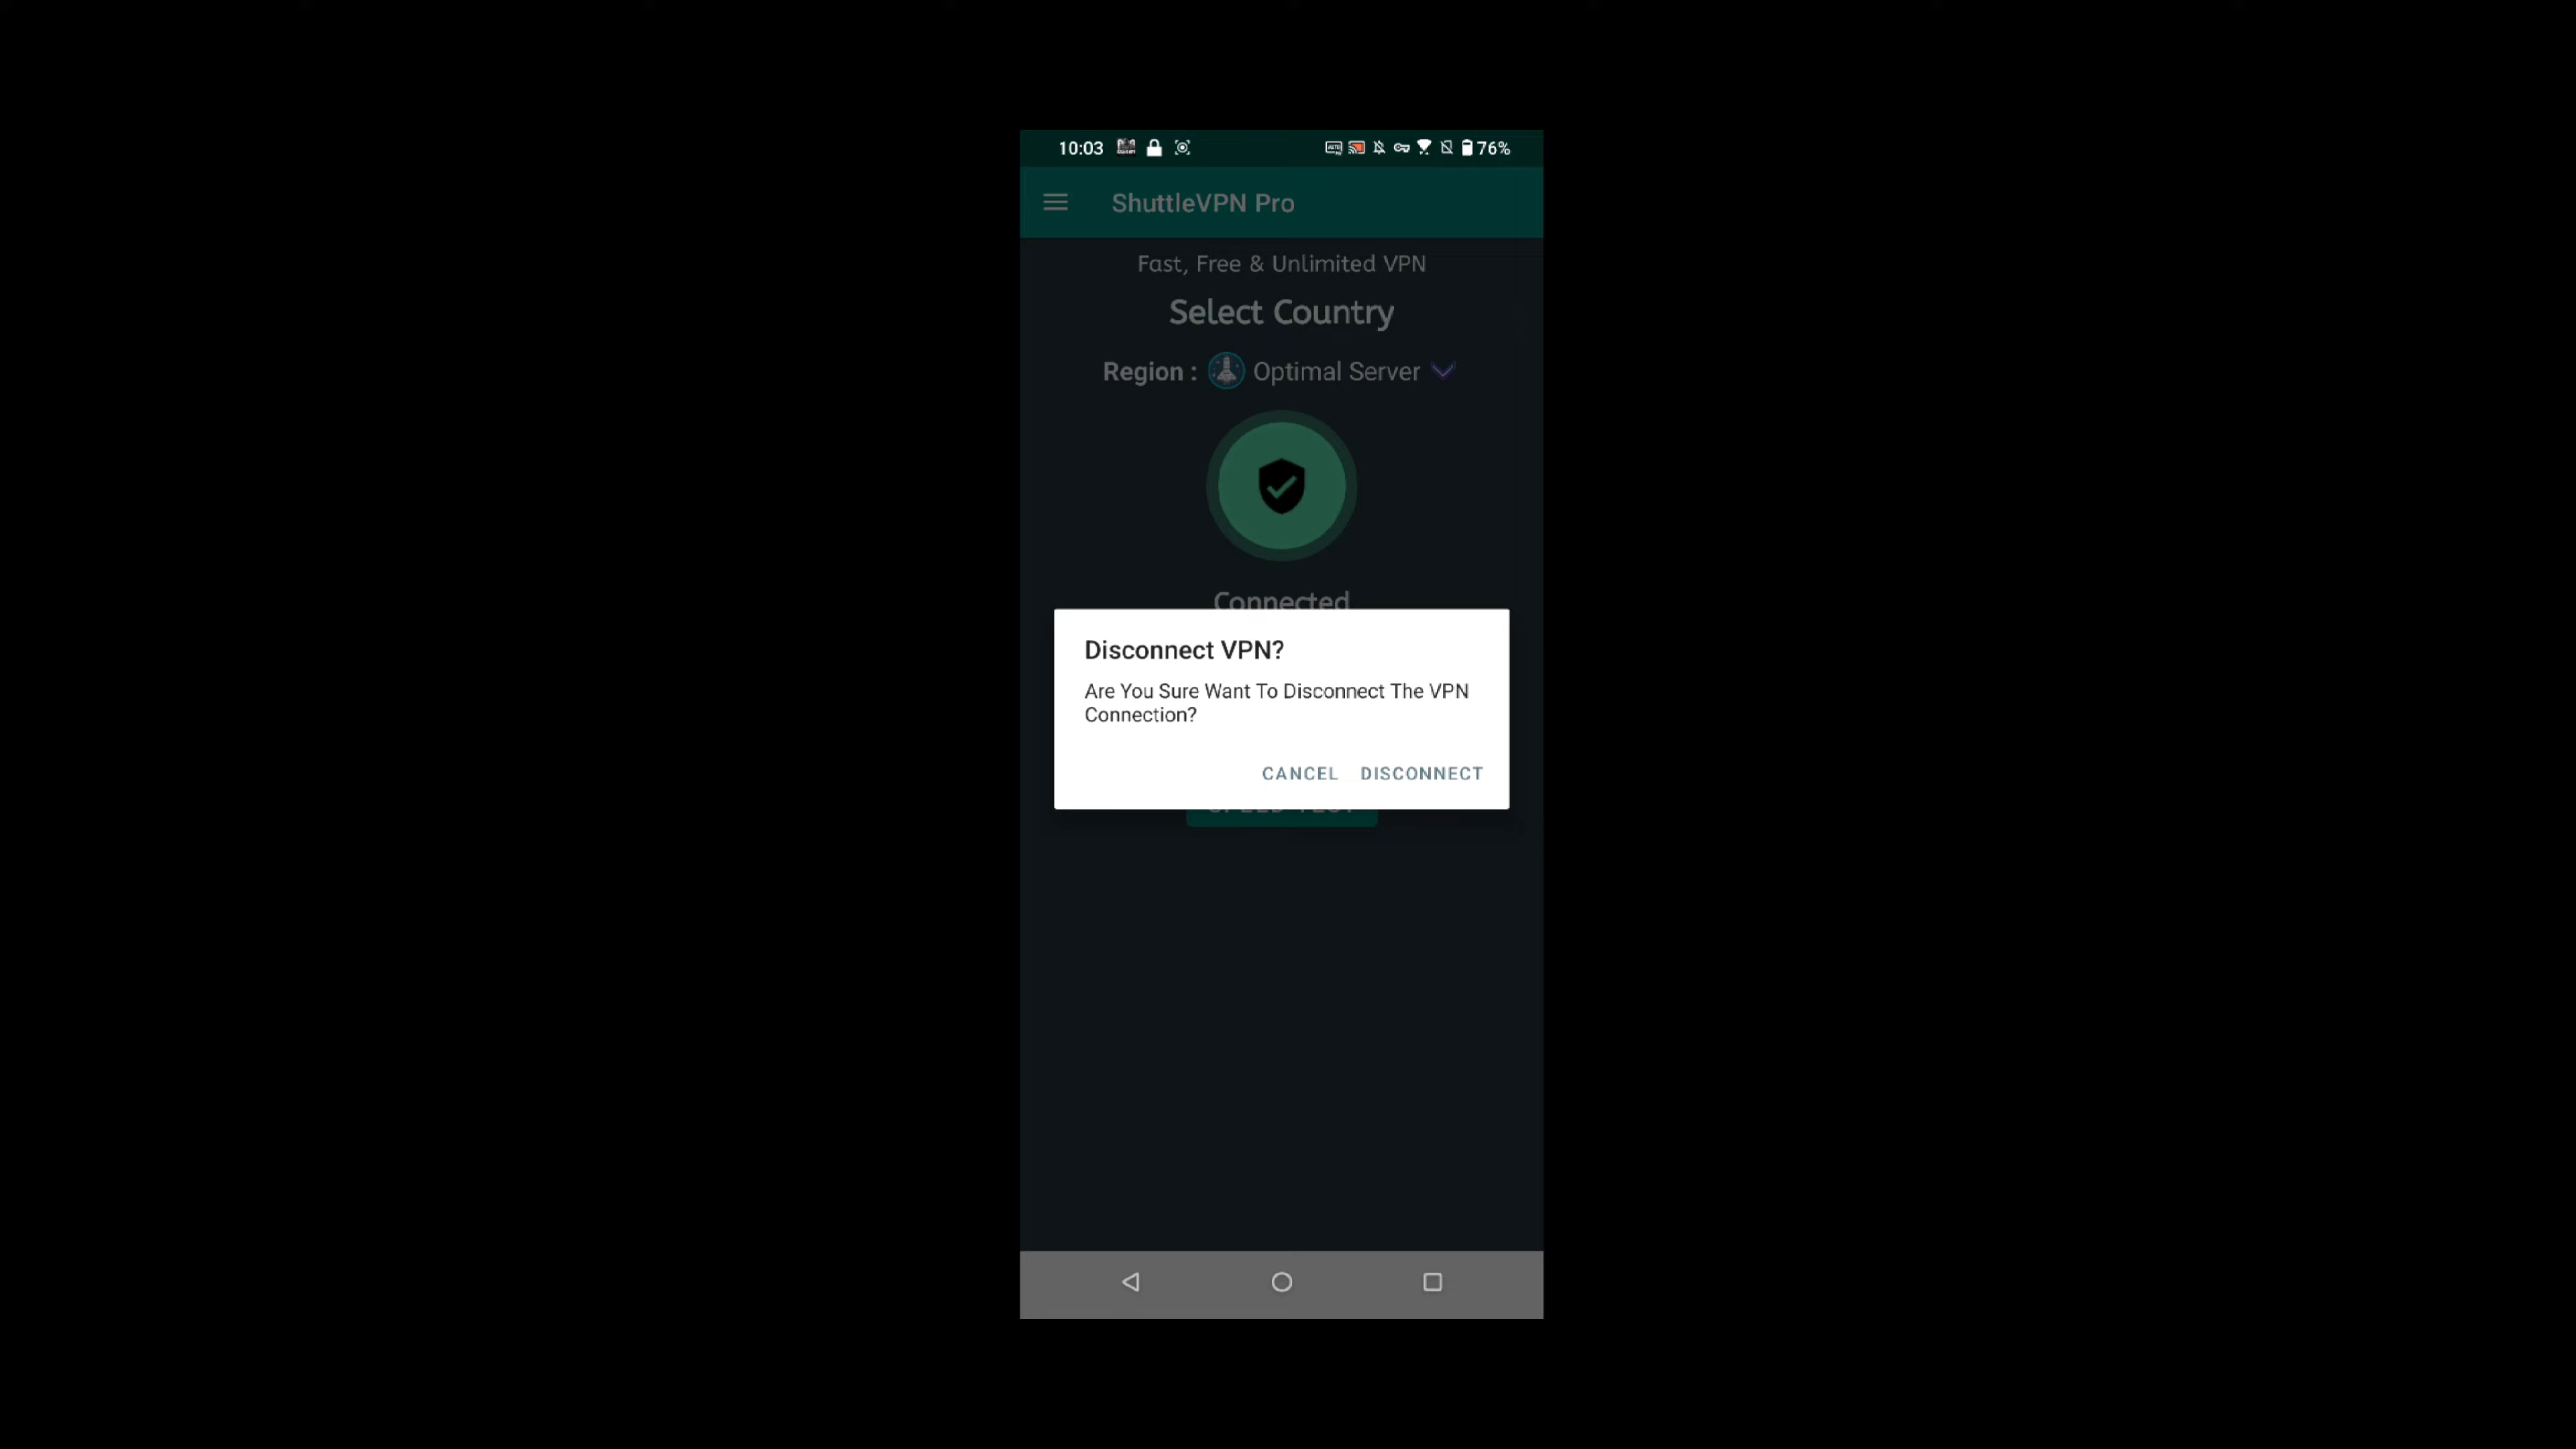 10:03
76%
ShuttleVPN Pro
Fast, Free & Unlimited VPN
Select Country
Region : Optimal Server
Connected
Disconnect VPN?
Are You Sure Want To Disconnect The VPN
Connection?
CANCEL DISCONNECT